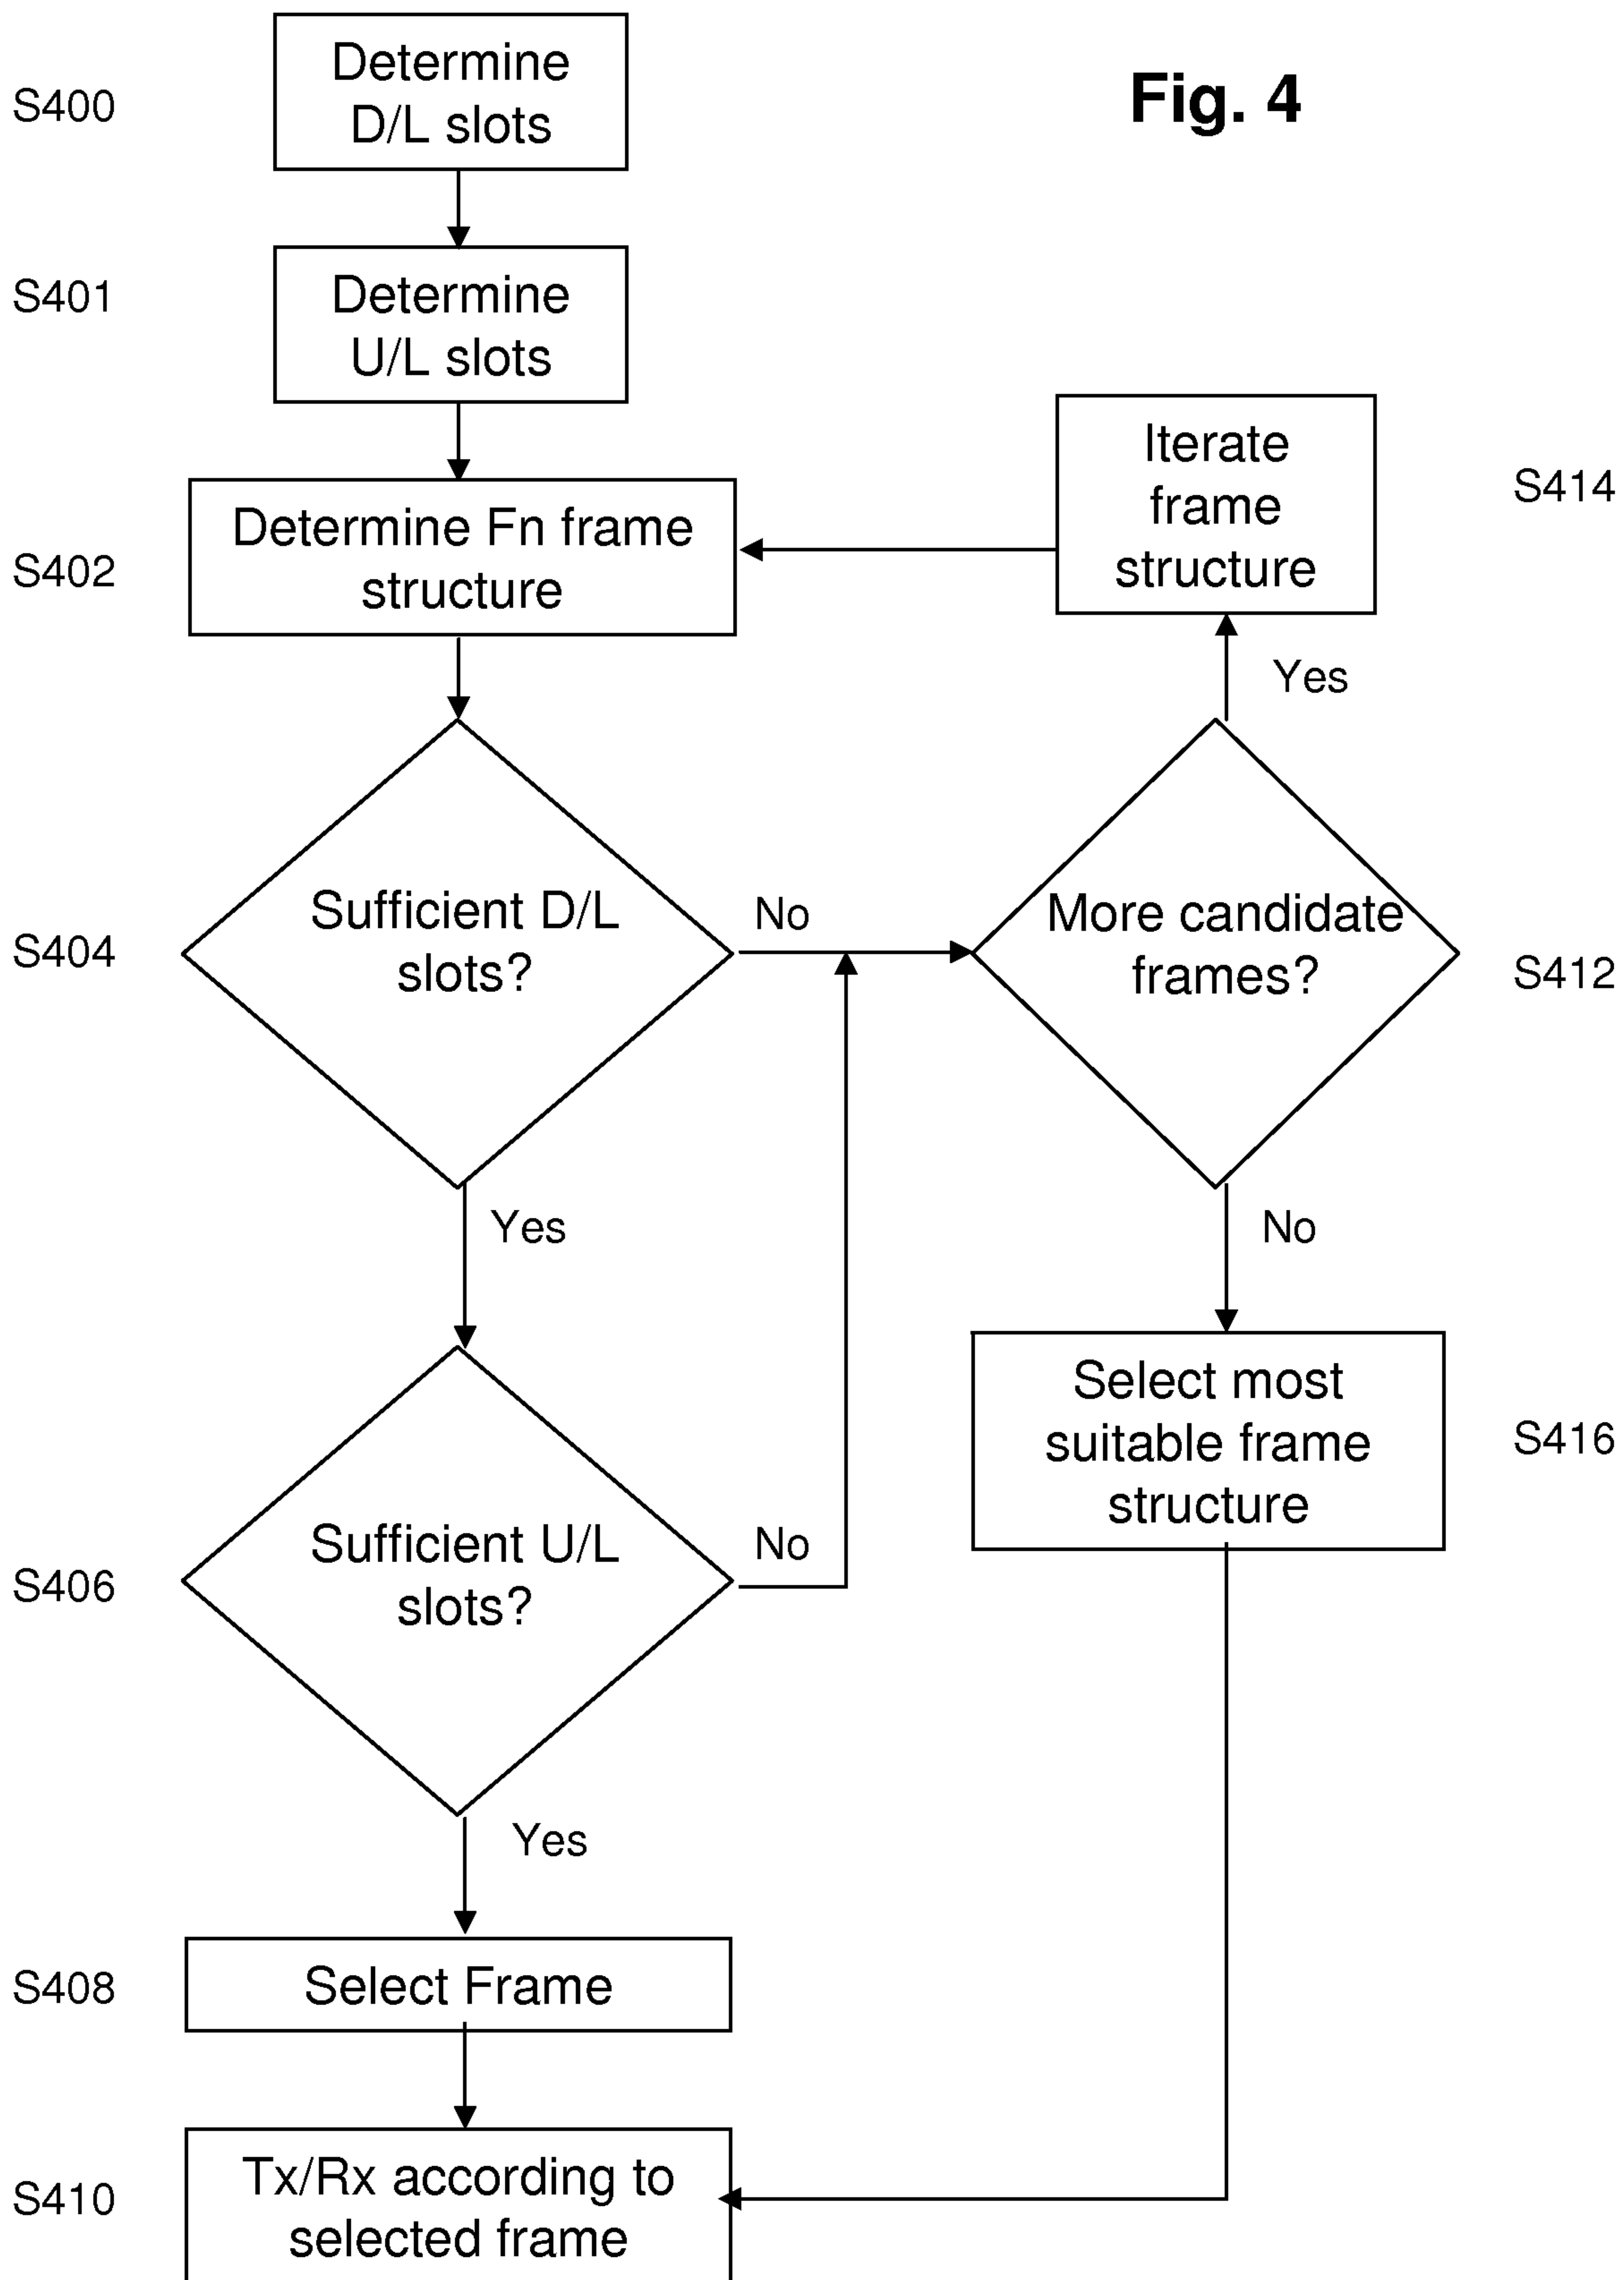 Fig. 4
S400
Determine
D/L slots
S401
Determine
U/L slots
S402
Determine Fn frame
structure
Iterate
frame
structure
S414
Yes
S404
Sufficient D/L
slots?
No
More candidate
frames?
S412
Yes
No
S406
Sufficient U/L
slots?
No
Select most
suitable frame
structure
S416
Yes
S408
Select Frame
S410
Tx/Rx according to
selected frame